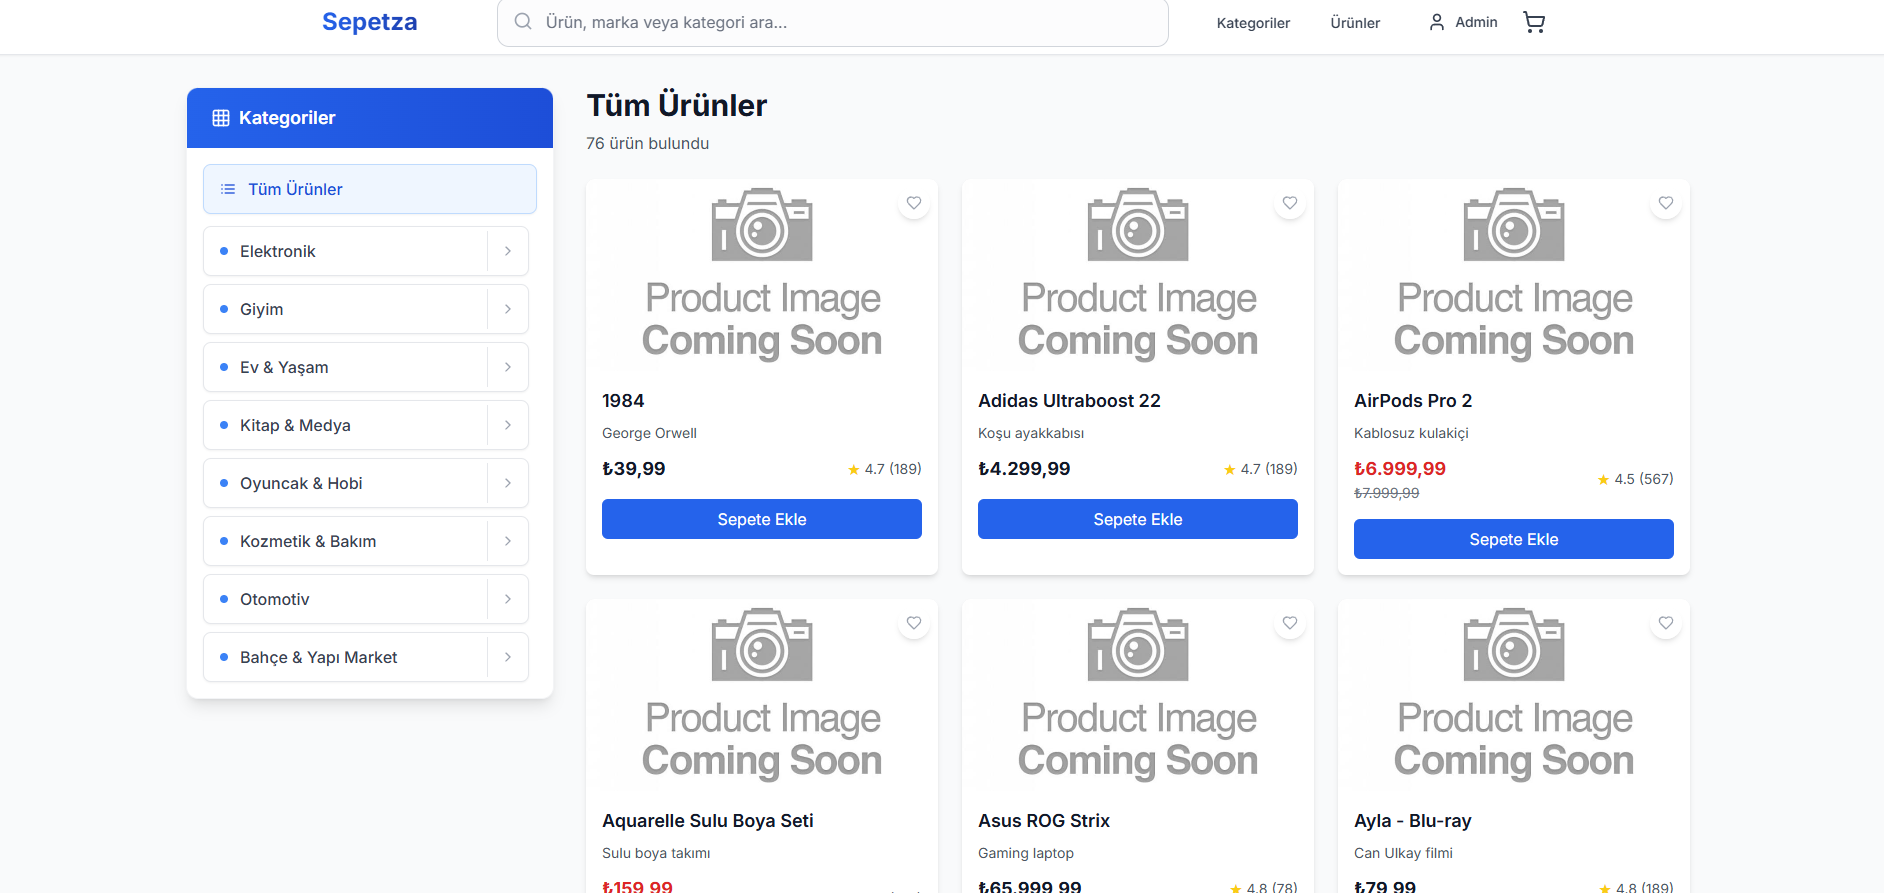 Sepetza
Ürün, marka veya kategori ara...
Kategoriler
Ürünler
Admin
Kategoriler
Tüm Ürünler
Elektronik
Giyim
Ev & Yaşam
Kitap & Medya
Oyuncak & Hobi
Kozmetik & Bakım
Otomotiv
Bahçe & Yapı Market
Tüm Ürünler
76 ürün bulundu
Product Image
Coming Soon
1984
George Orwell
₺39,99
★ 4.7 (189)
Sepete Ekle
Product Image
Coming Soon
Adidas Ultraboost 22
Koşu ayakkabısı
₺4.299,99
★ 4.7 (189)
Sepete Ekle
Product Image
Coming Soon
AirPods Pro 2
Kablosuz kulakiçi
₺6.999,99
₺7.999,99
★ 4.5 (567)
Sepete Ekle
Product Image
Coming Soon
Aquarelle Sulu Boya Seti
Sulu boya takımı
₺159,99
Product Image
Coming Soon
Asus ROG Strix
Gaming laptop
₺65.999,99
★ 4.8 (78)
Product Image
Coming Soon
Ayla - Blu-ray
Can Ulkay filmi
₺79,99
★ 4.8 (189)